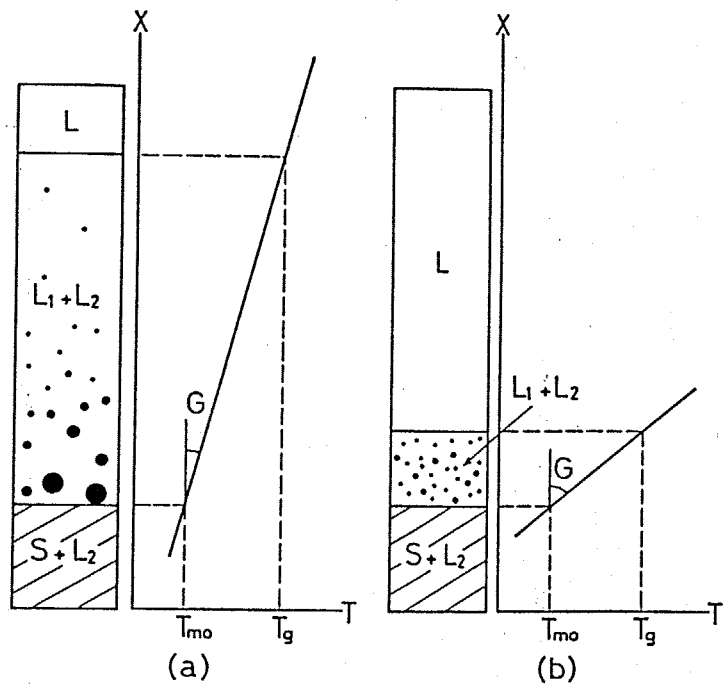 X
L
L₁ + L₂
G
S + L₂
Tmo
Tg
T
(a)
X
L
L₁ + L₂
G
S + L₂
Tmo
Tg
T
(b)